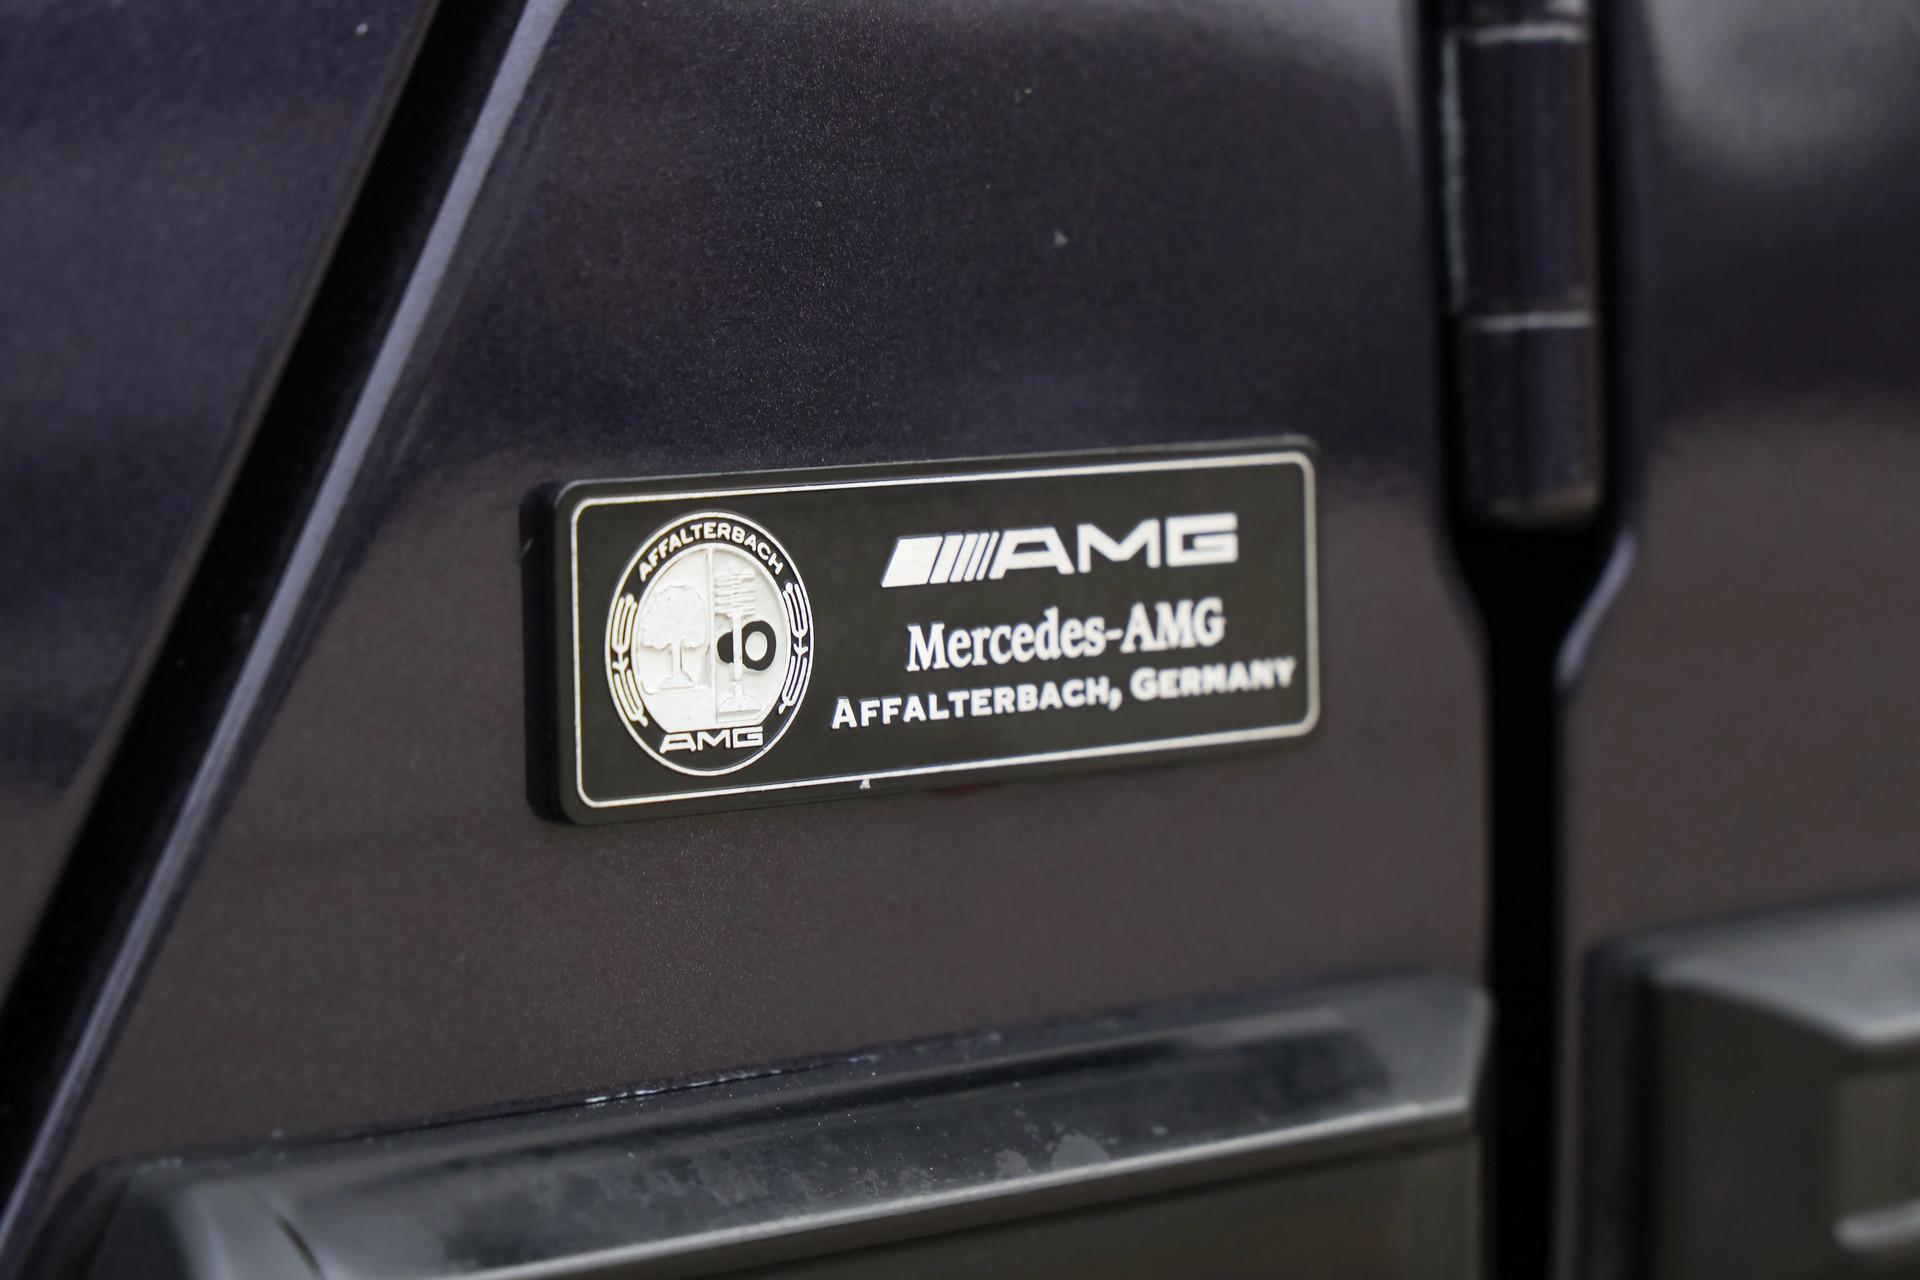 AFFALTERBACH
AMG
AMG
Mercedes-AMG
AFFALTERBACH, GERMANY